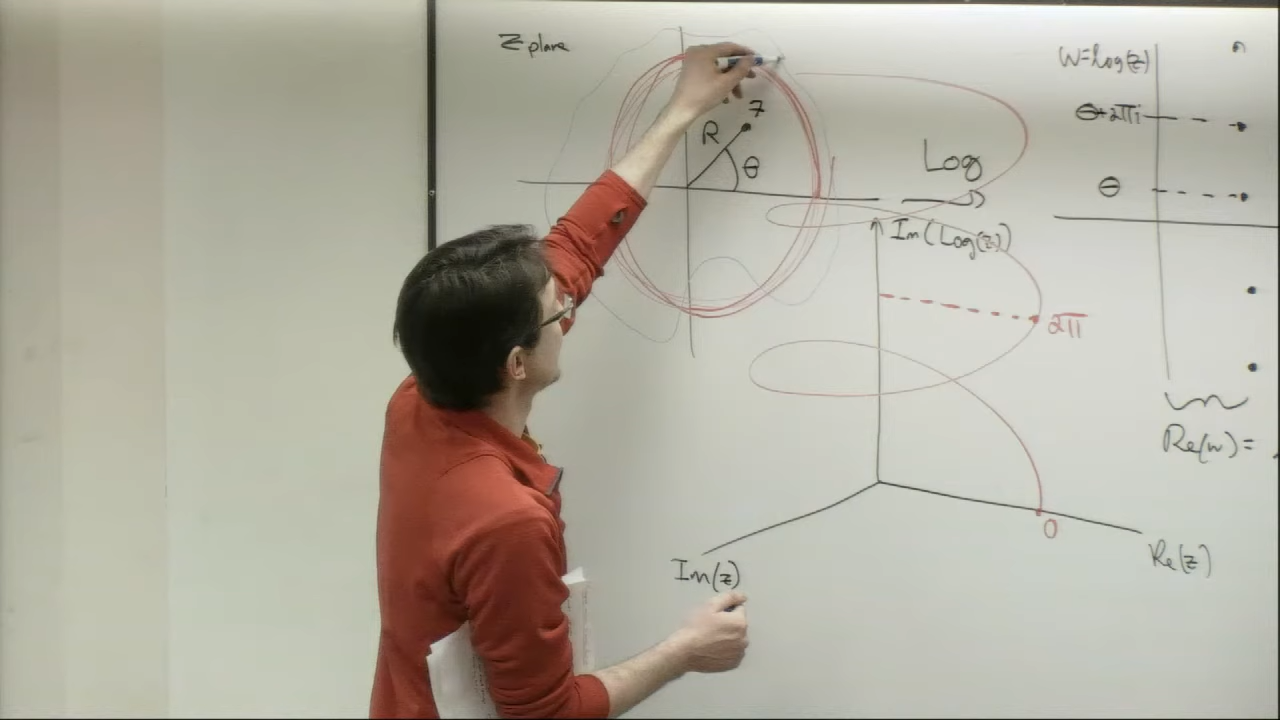 Z plane
z
R
θ
Log
Im(Log(z))
2π
0
Im(z)
Re(z)
W=log(z)
θ+2πi
θ
Re(w)=